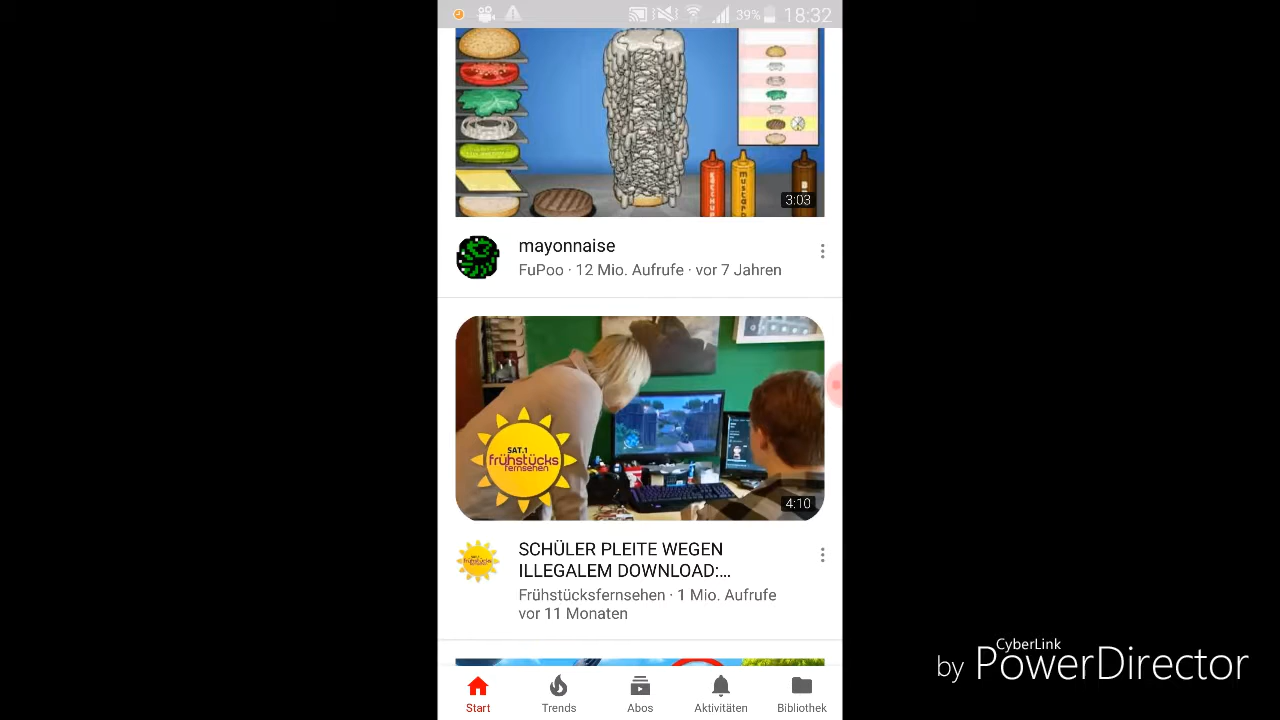 39% 18:32
KETCHUP
MUSTARD
3:03
mayonnaise
FuPoo · 12 Mio. Aufrufe · vor 7 Jahren
SAT.1
frühstücks
fernsehen
4:10
SCHÜLER PLEITE WEGEN
ILLEGALEM DOWNLOAD:...
Frühstücksfernsehen · 1 Mio. Aufrufe
vor 11 Monaten
Start Trends Abos Aktivitäten Bibliothek
CyberLink
by PowerDirector